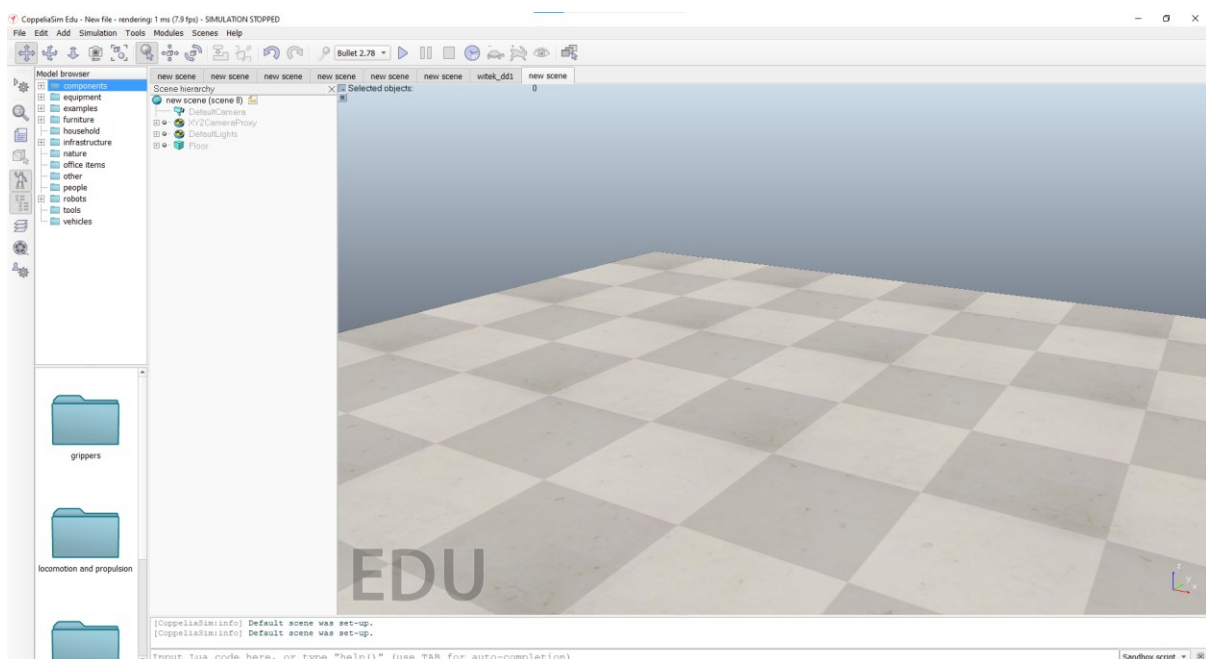 CoppeliaSim Edu - New file - rendering: 1 ms (7.9 fps) - SIMULATION STOPPED
File Edit Add Simulation Tools Modules Scenes Help
Bullet 2.78
Model browser
components
equipment
examples
furniture
household
infrastructure
nature
office items
other
people
robots
tools
vehicles
grippers
locomotion and propulsion
new scene new scene new scene new scene new scene new scene witek_dd1 new scene
Scene hierarchy
new scene (scene 8)
DefaultCamera
XYZCameraProxy
DefaultLights
Floor
Selected objects: 0
EDU
z
y
x
[CoppeliaSim:info] Default scene was set-up.
[CoppeliaSim:info] Default scene was set-up.
Input Lua code here, or type "help()" (use TAB for auto-completion)
Sandbox script